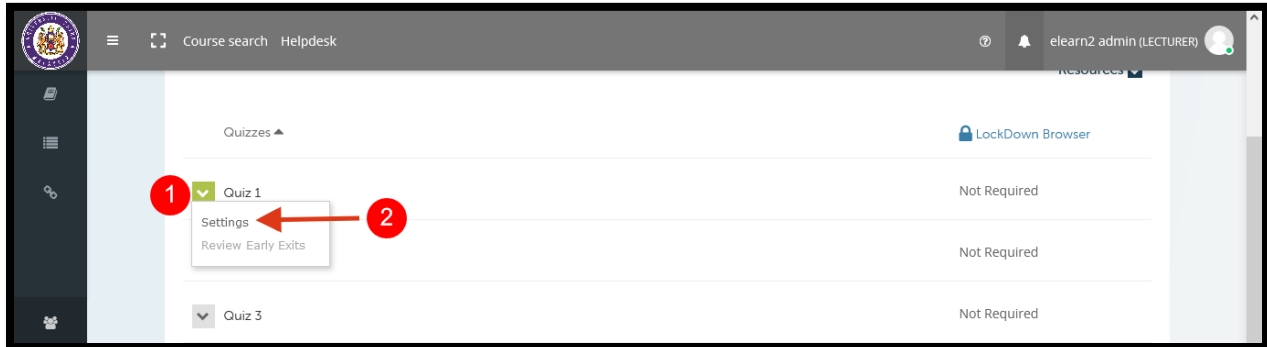 Course search Helpdesk
elearn2 admin (LECTURER)
Resources
Quizzes
LockDown Browser
1
Quiz 1
Not Required
Settings
2
Review Early Exits
Not Required
Quiz 3
Not Required